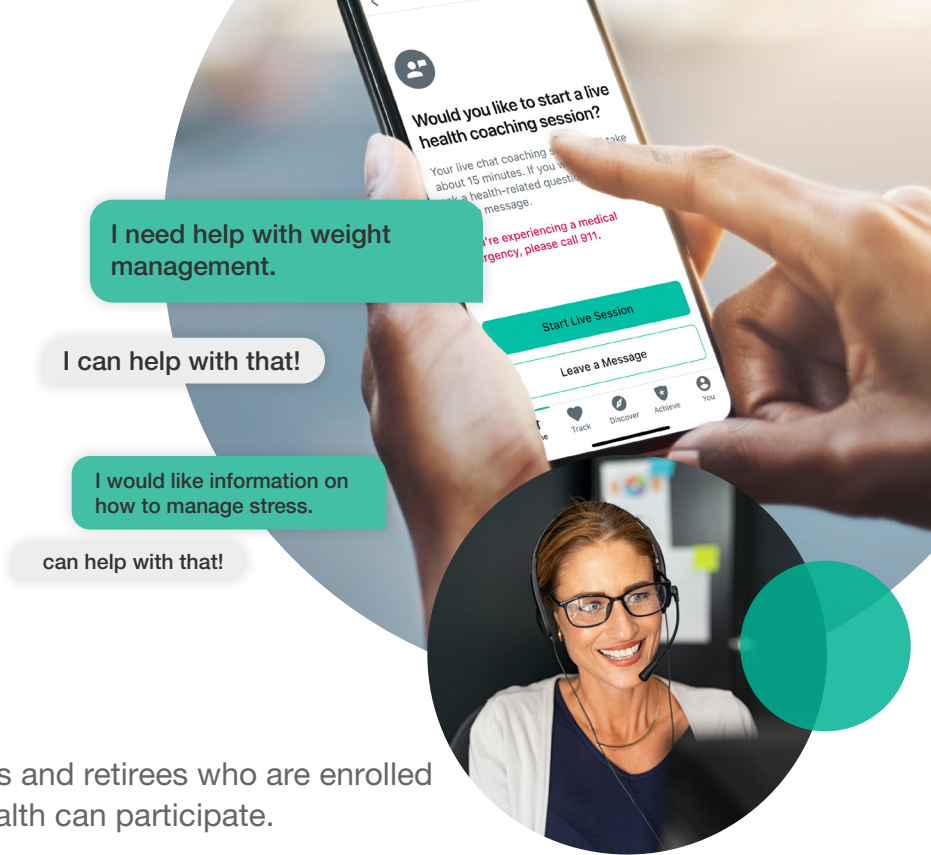 Would you like to start a live
health coaching session?
Your live chat coaching take
about 15 minutes. If you
a health-related
message.
experiencing a medical
please call 911.
I need help with weight
management.
I can help with that!
Start Live Session
Leave a Message
Track
Discover
Achieve
You
I would like information on
how to manage stress.
can help with that!
and retirees who are enrolled
can participate.